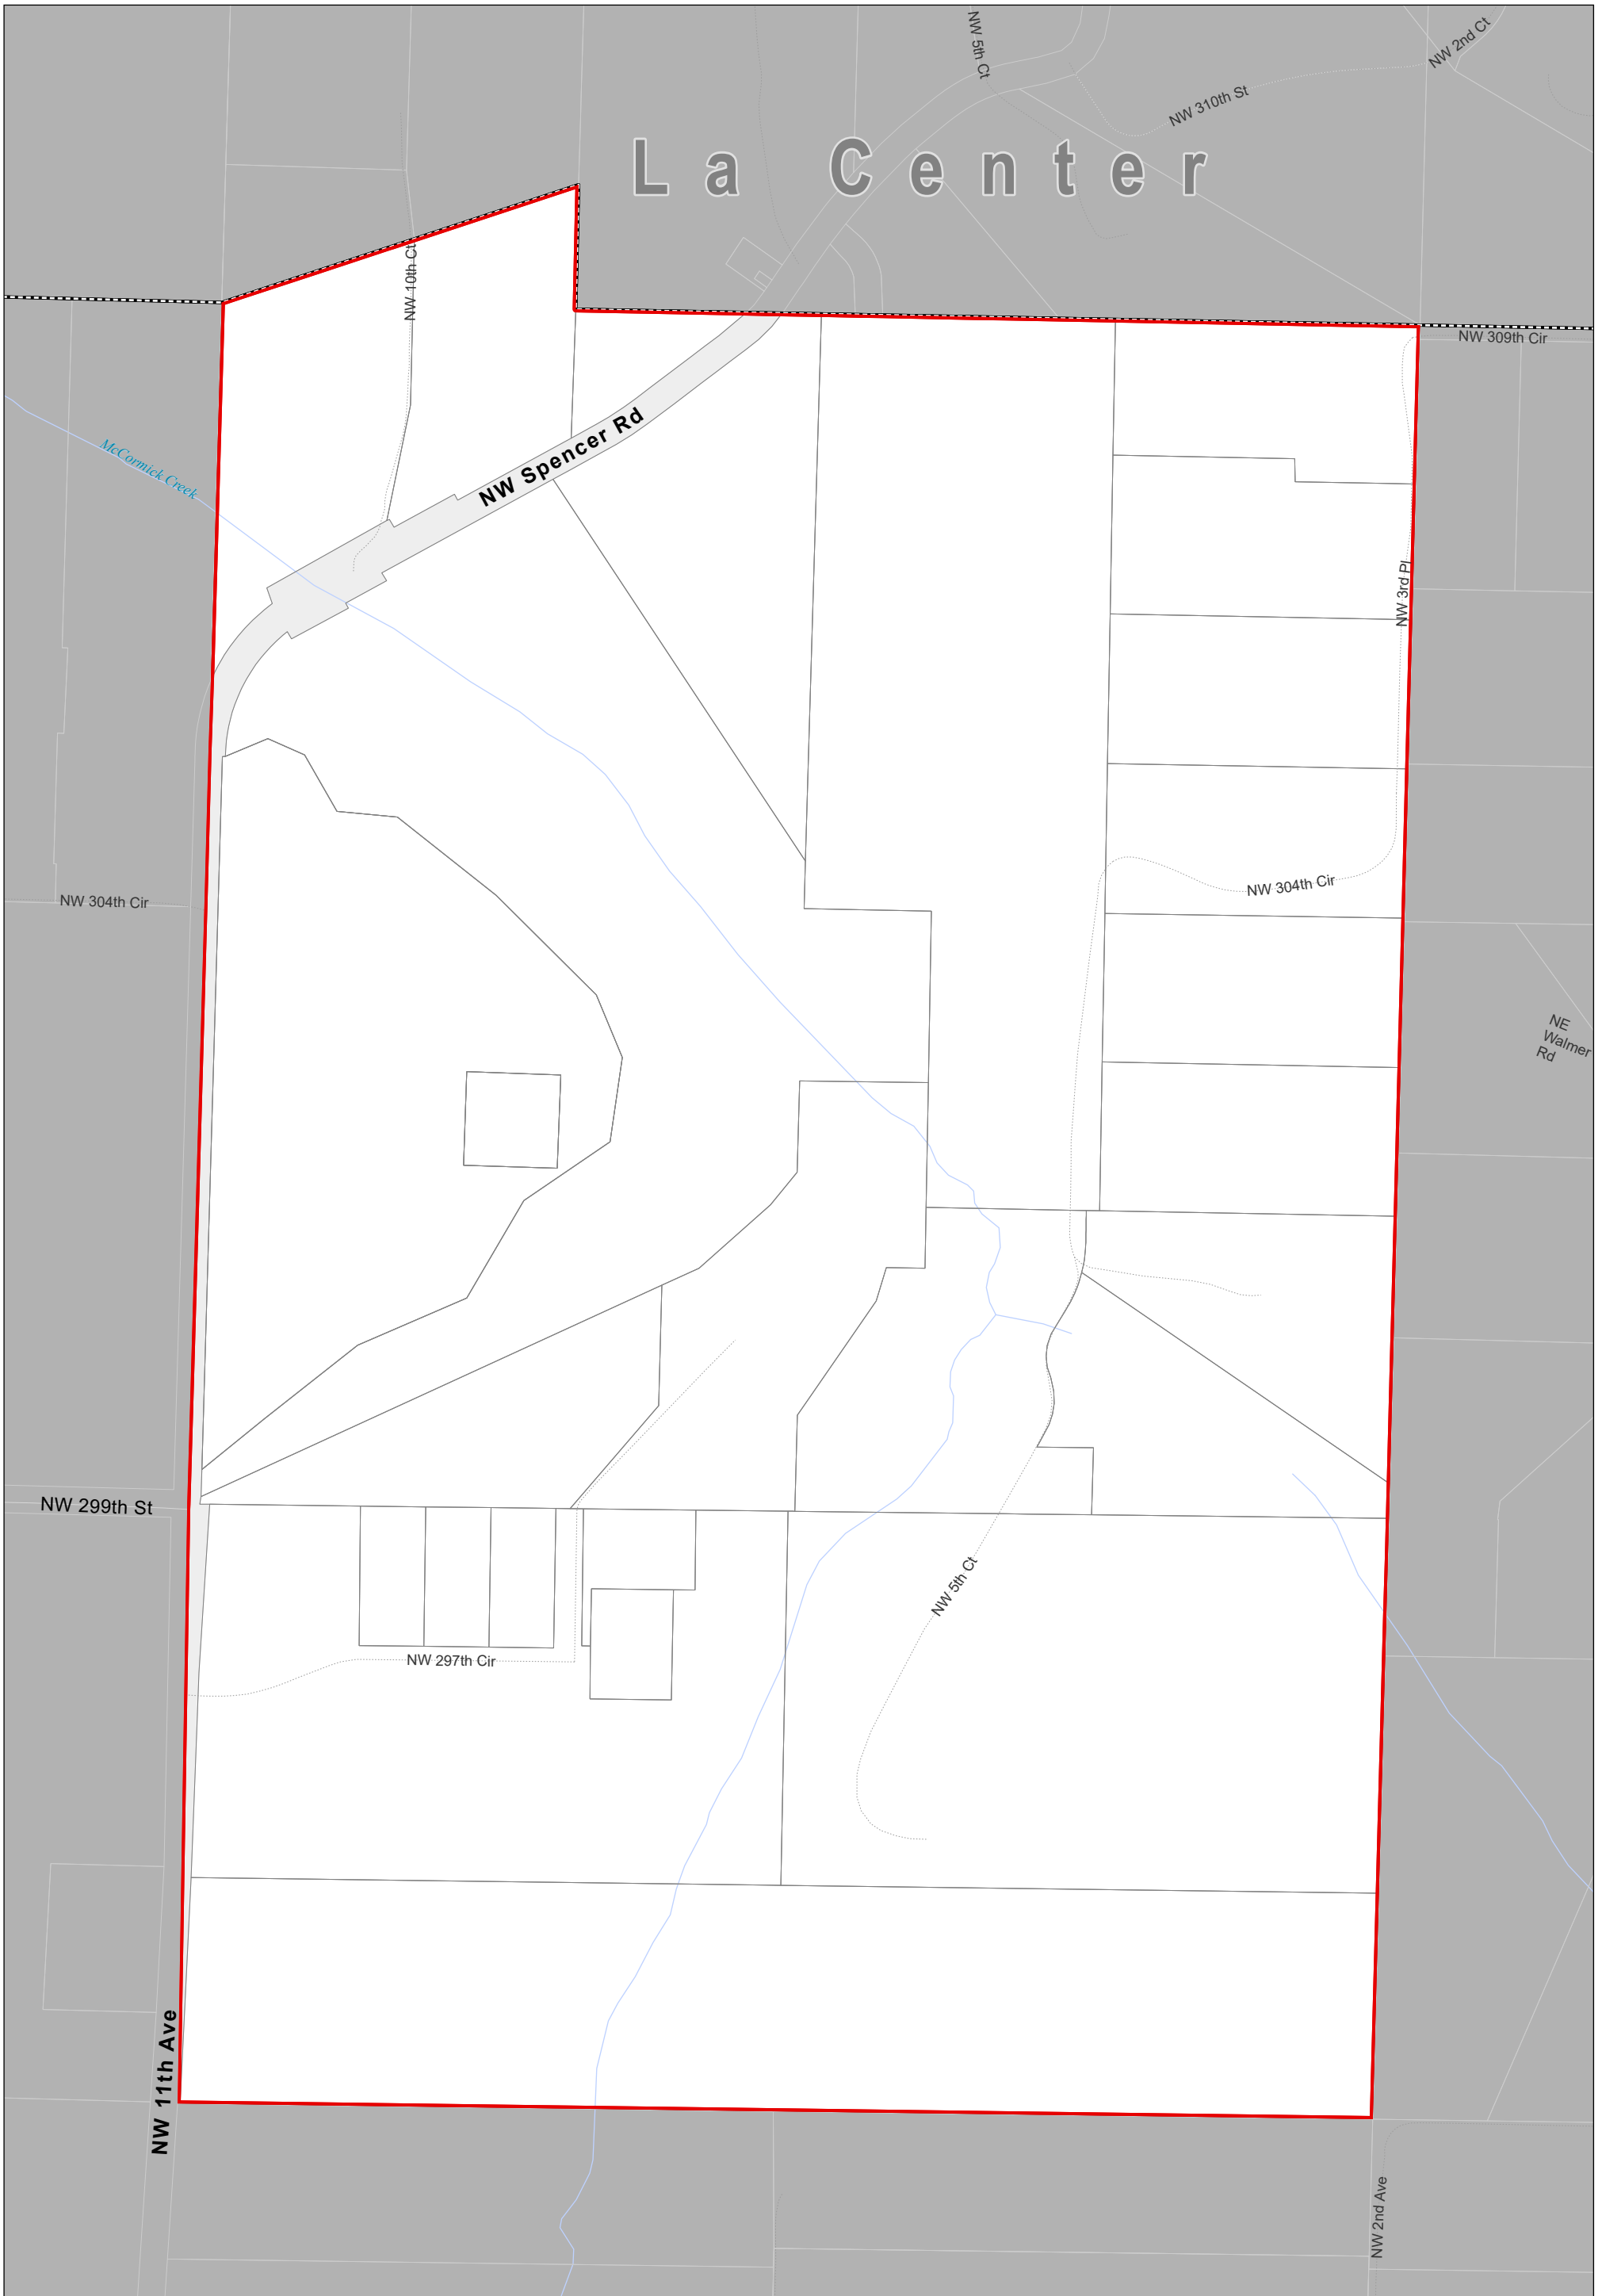 NW 5th Ct
NW 2nd Ct
NW 310th St
La Center
NW 10th Ct
NW 309th Cir
McCormick Creek
NW Spencer Rd
NW 3rd Pl
NW 304th Cir
NW 304th Cir
NE
Walmer
Rd
NW 299th St
NW 5th Ct
NW 297th Cir
NW 11th Ave
NW 2nd Ave